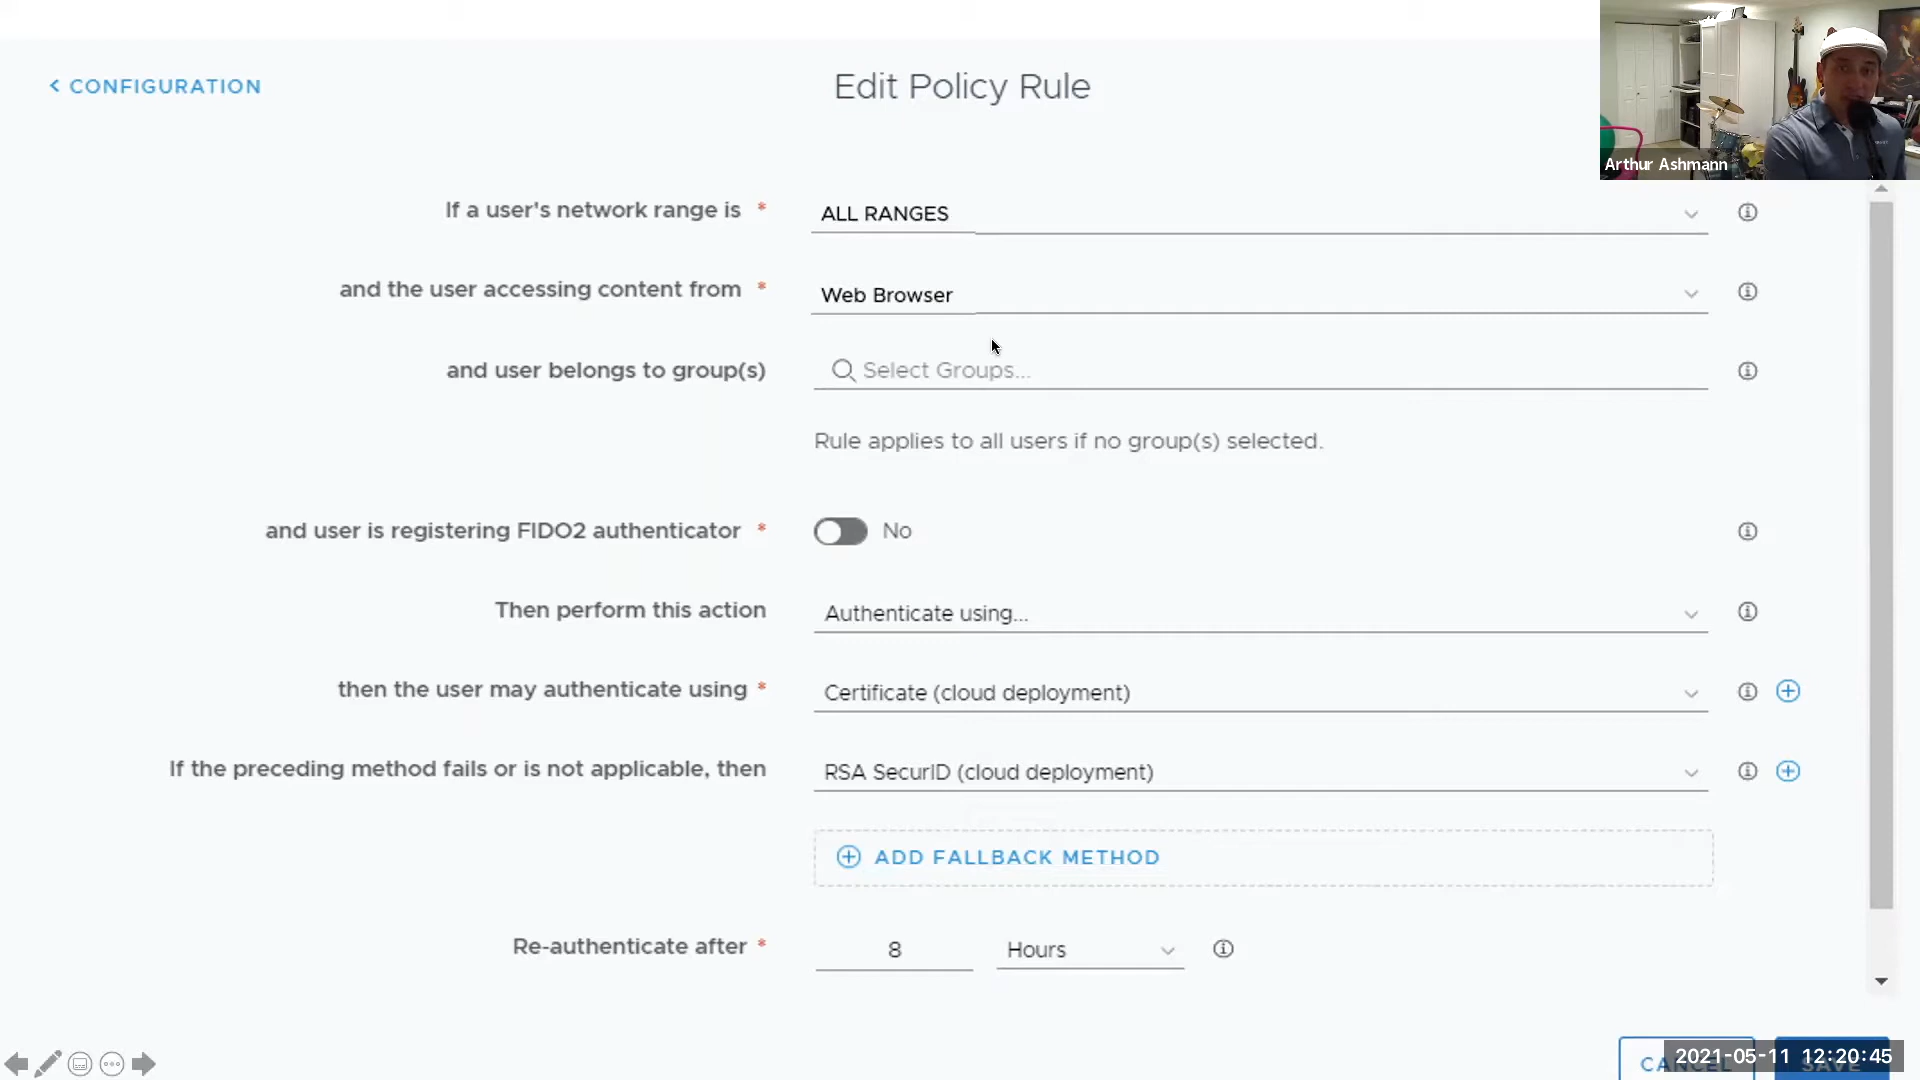 CONFIGURATION
Edit Policy Rule
Arthur Ashmann
If a user's network range is *
ALL RANGES
and the user accessing content from *
Web Browser
and user belongs to group(s)
Select Groups...
Rule applies to all users if no group(s) selected.
and user is registering FIDO2 authenticator *
No
Then perform this action
Authenticate using...
then the user may authenticate using *
Certificate (cloud deployment)
If the preceding method fails or is not applicable, then
RSA SecurID (cloud deployment)
ADD FALLBACK METHOD
Re-authenticate after *
8
Hours
CANCEL
SAVE
2021-05-11 12:20:45